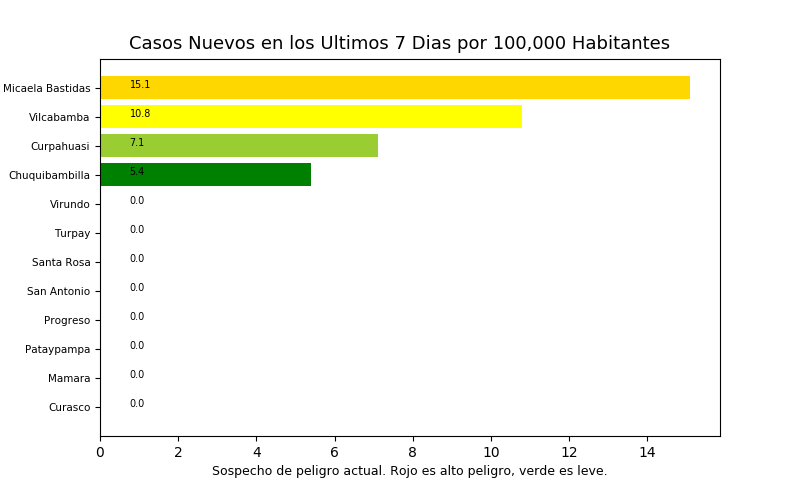 Casos Nuevos en los Ultimos 7 Dias por 100,000 Habitantes
Micaela Bastidas 15.1
Vilcabamba 10.8
Curpahuasi 7.1
Chuquibambilla 5.4
Virundo 0.0
Turpay 0.0
Santa Rosa 0.0
San Antonio 0.0
Progreso 0.0
Pataypampa 0.0
Mamara 0.0
Curasco 0.0
0 2 4 6 8 10 12 14
Sospecho de peligro actual. Rojo es alto peligro, verde es leve.